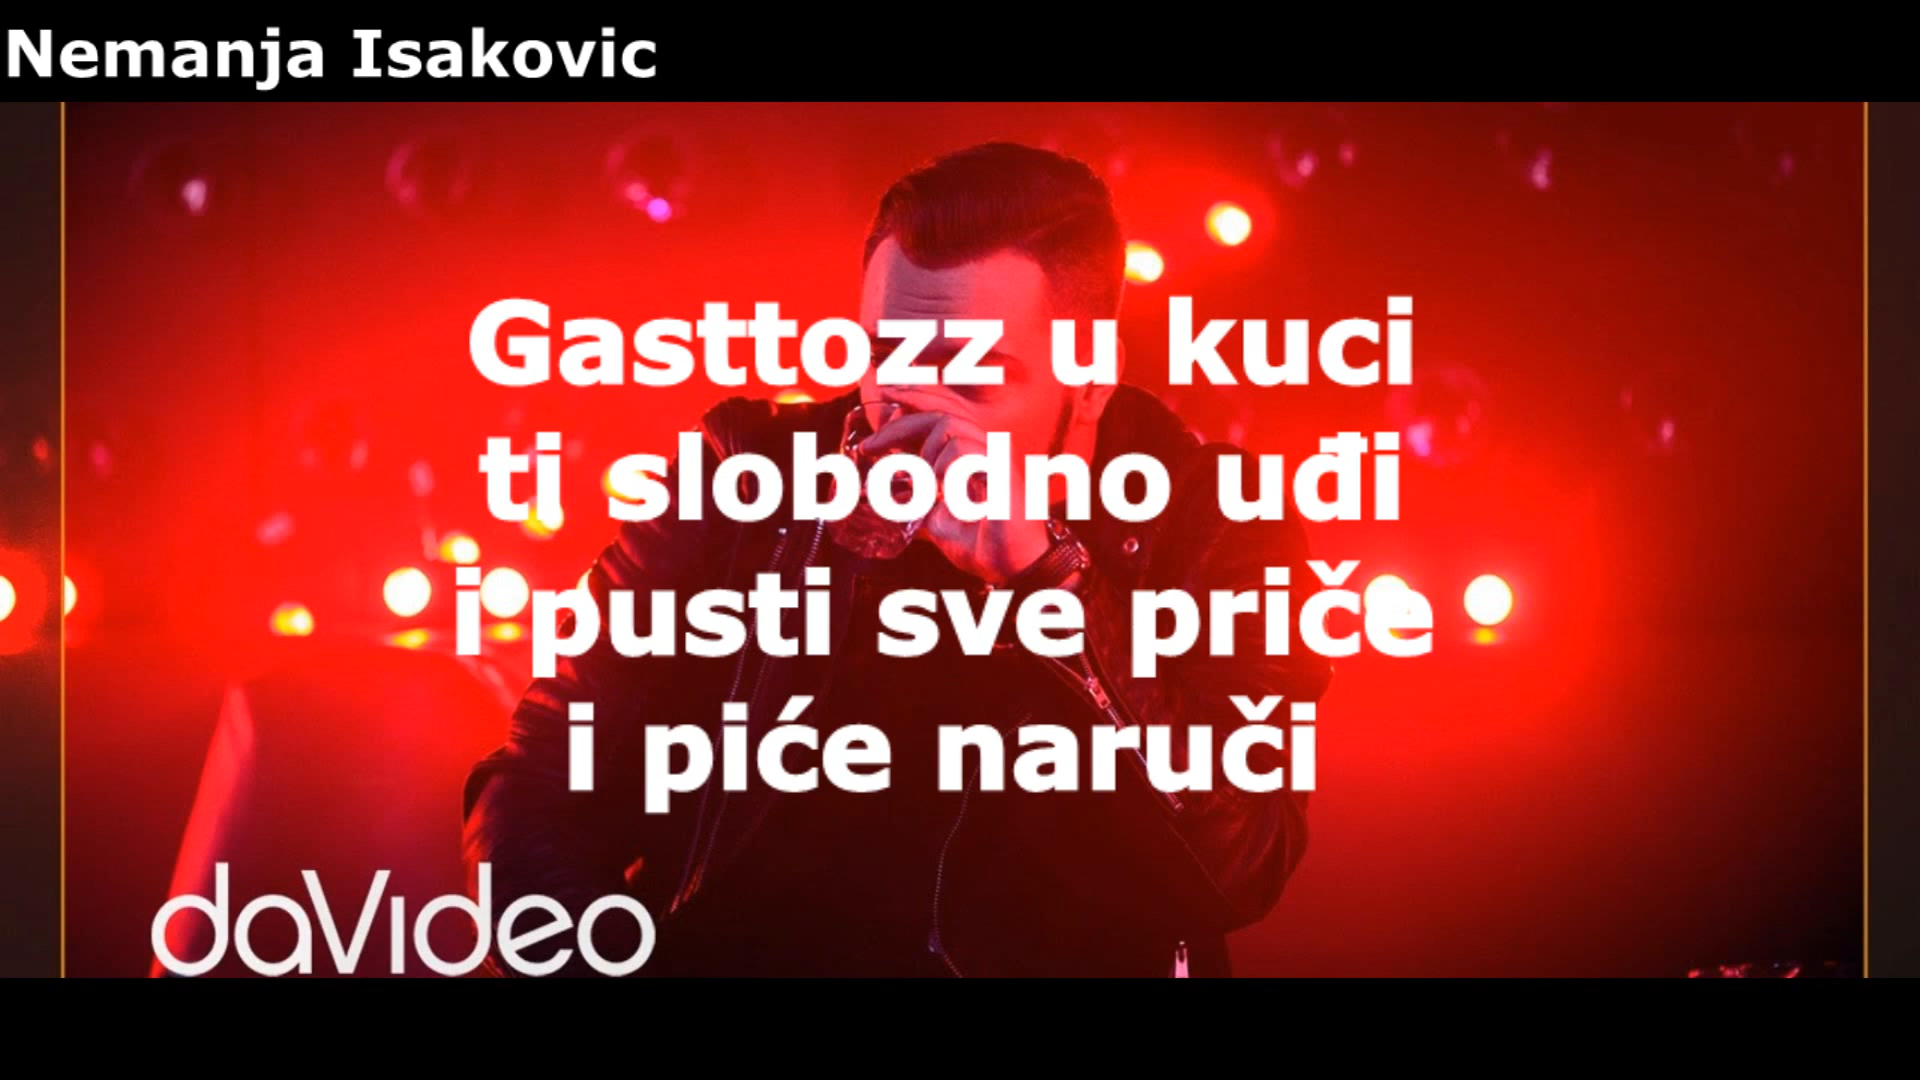 Nemanja Isakovic
Gasttozz u kuci
ti slobodno uđi
i pusti sve priče
i piće naruči
daVideo